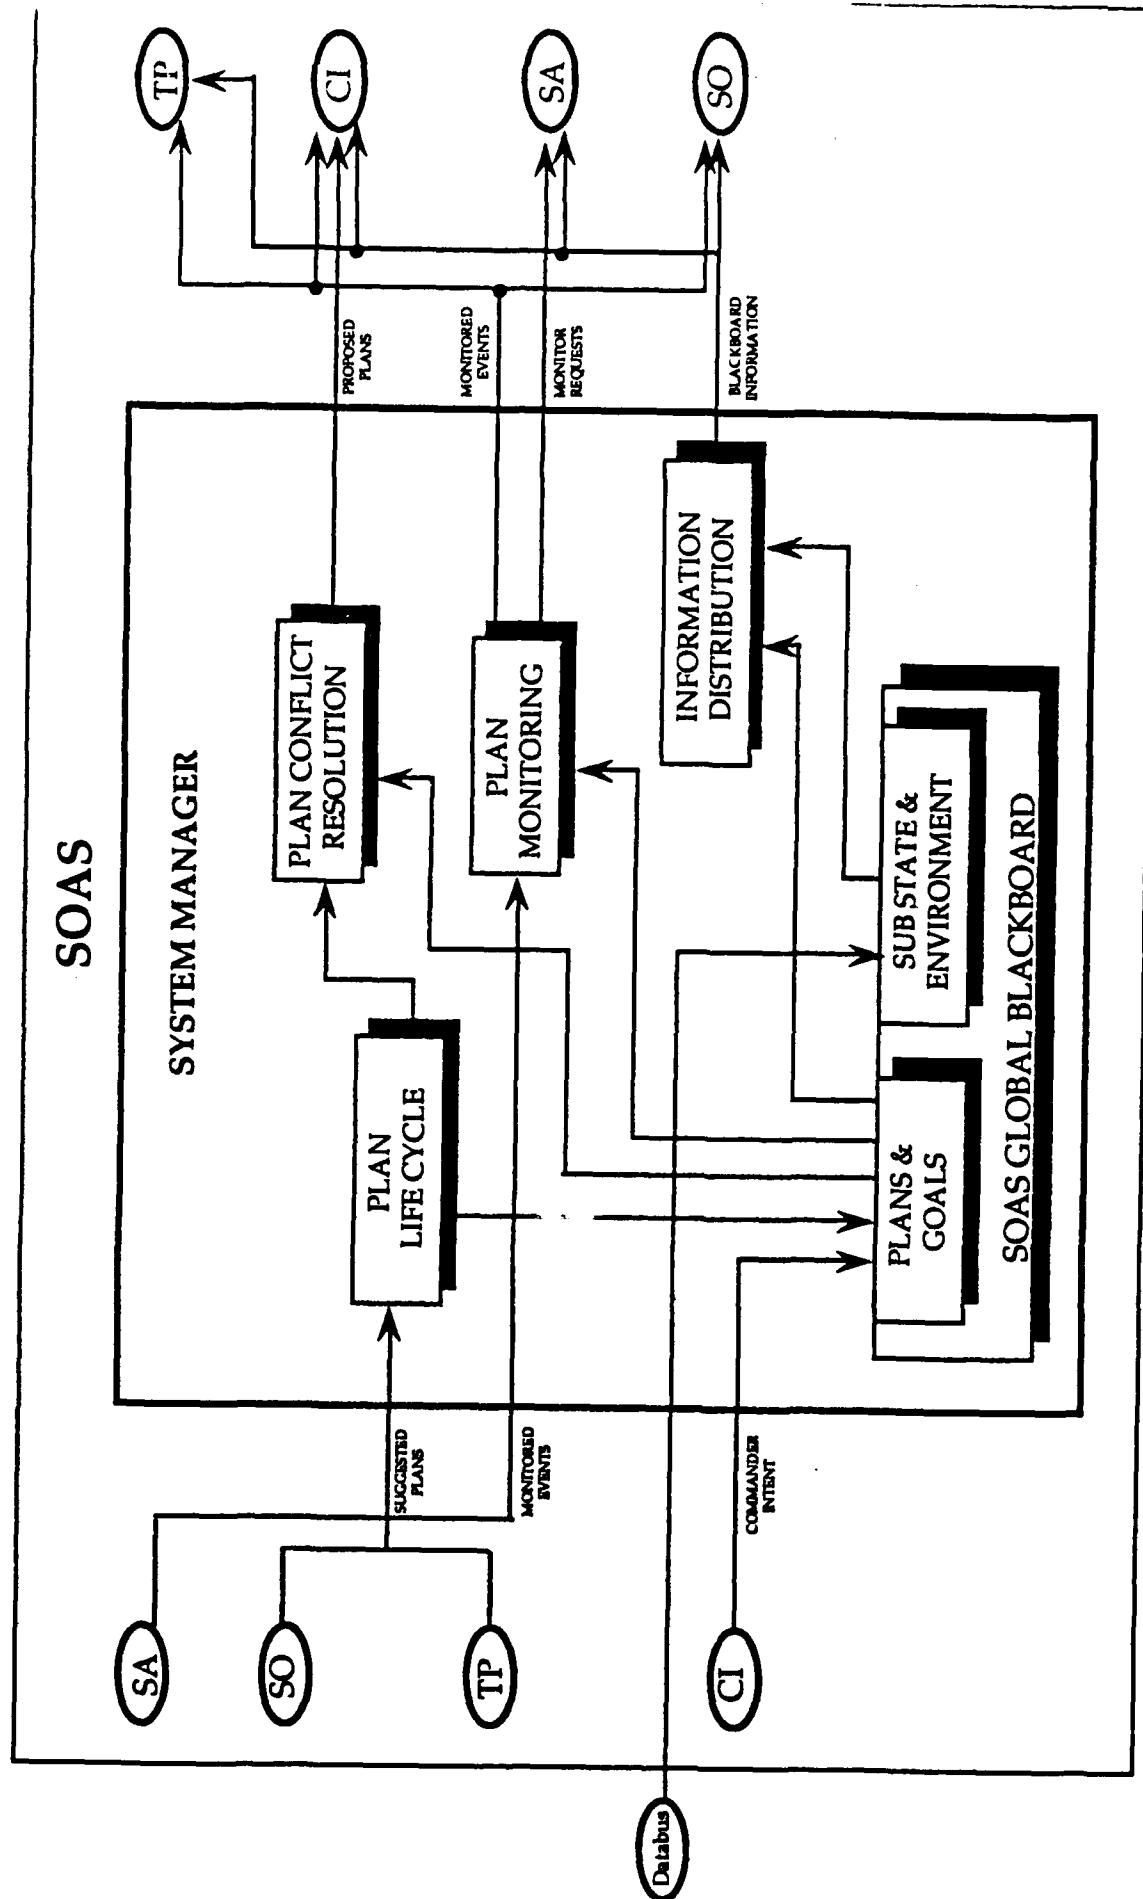 SOAS
SYSTEM MANAGER
SA
SO
TP
CI
Databus
SUGGESTED
PLANS
MONITORED
EVENTS
COMMANDER
INTENT
PLAN
LIFE CYCLE
PLAN CONFLICT
RESOLUTION
PLAN
MONITORING
INFORMATION
DISTRIBUTION
PLANS &
GOALS
SUB STATE &
ENVIRONMENT
SOAS GLOBAL BLACKBOARD
PROPOSED
PLANS
MONITORED
EVENTS
MONITOR
REQUESTS
BLACKBOARD
INFORMATION
TP
CI
SA
SO